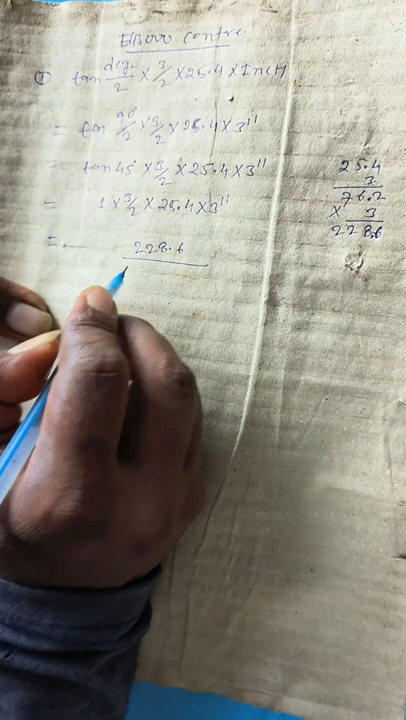 EBOVO Centre
① tan deg./2 × 3/2 × 25.4 × InCH
= tan 90°/2 × 3/2 × 25.4 × 3"
= tan 45° × 3/2 × 25.4 × 3"
= 1 × 3/2 × 25.4 × 3"
= 228.6
25.4
3
76.2
× 3
228.6